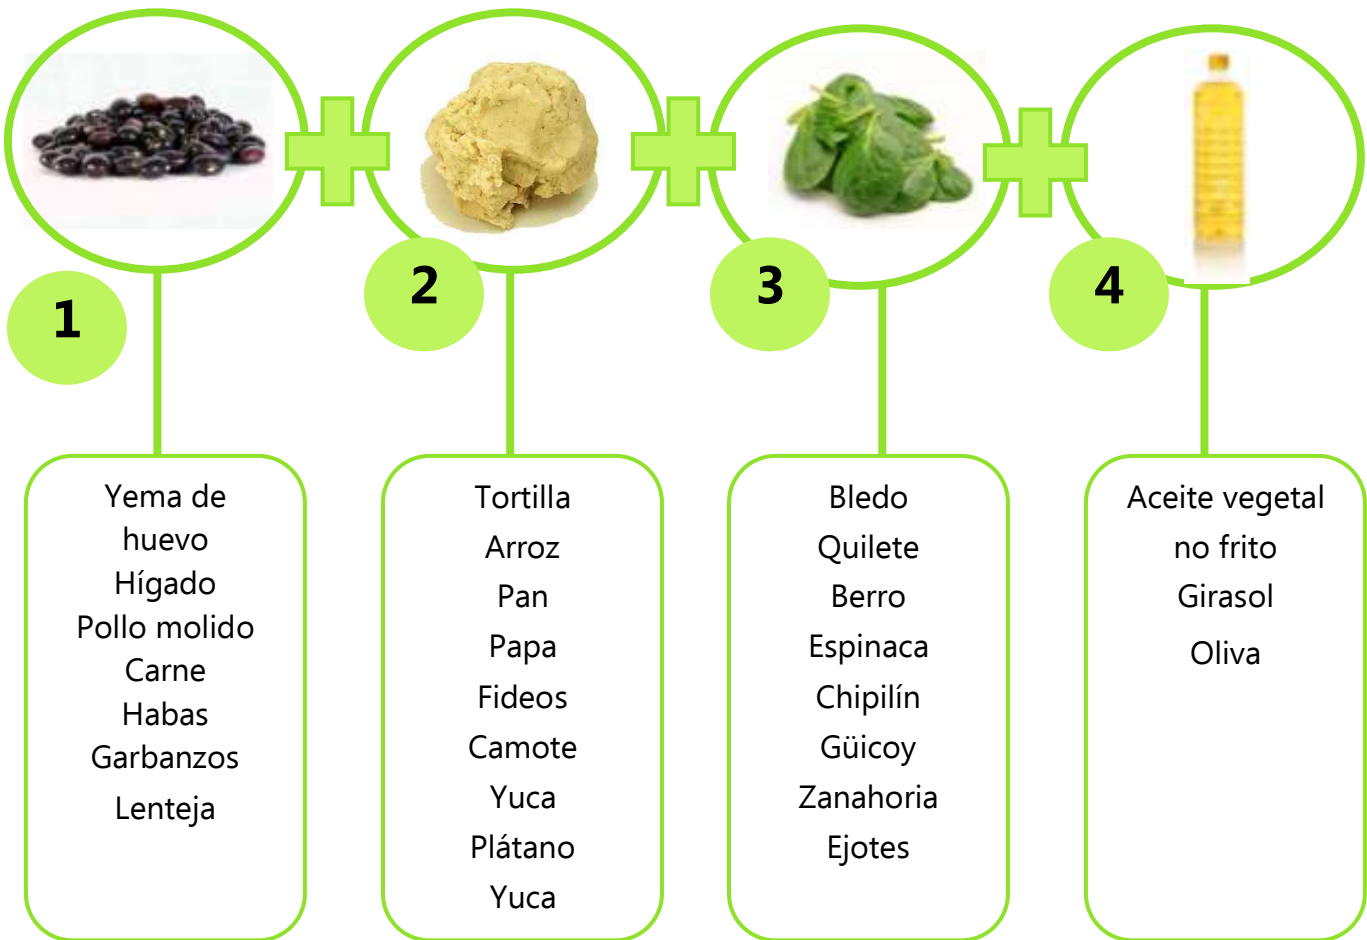 1
2
3
4
Yema de
huevo
Hígado
Pollo molido
Carne
Habas
Garbanzos
Lenteja
Tortilla
Arroz
Pan
Papa
Fideos
Camote
Yuca
Plátano
Yuca
Bledo
Quilete
Berro
Espinaca
Chipilín
Güicoy
Zanahoria
Ejotes
Aceite vegetal
no frito
Girasol
Oliva